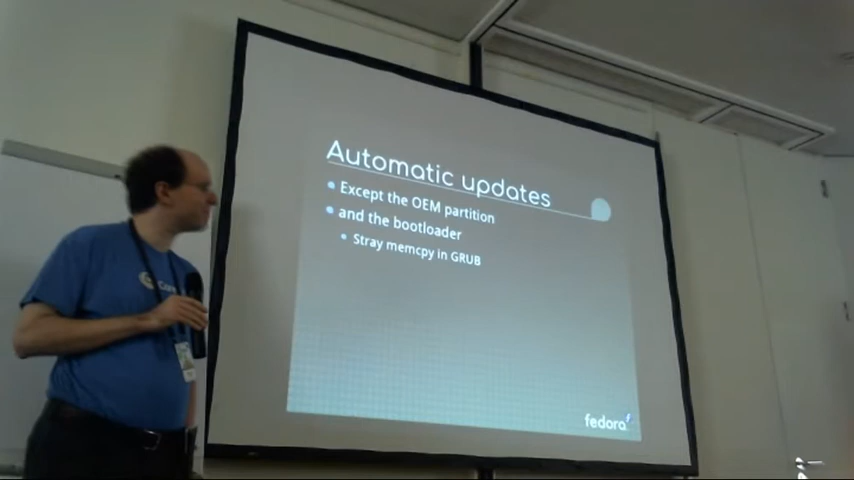 Automatic updates
Except the OEM partition
and the bootloader
Stray memcpy in GRUB
fedora